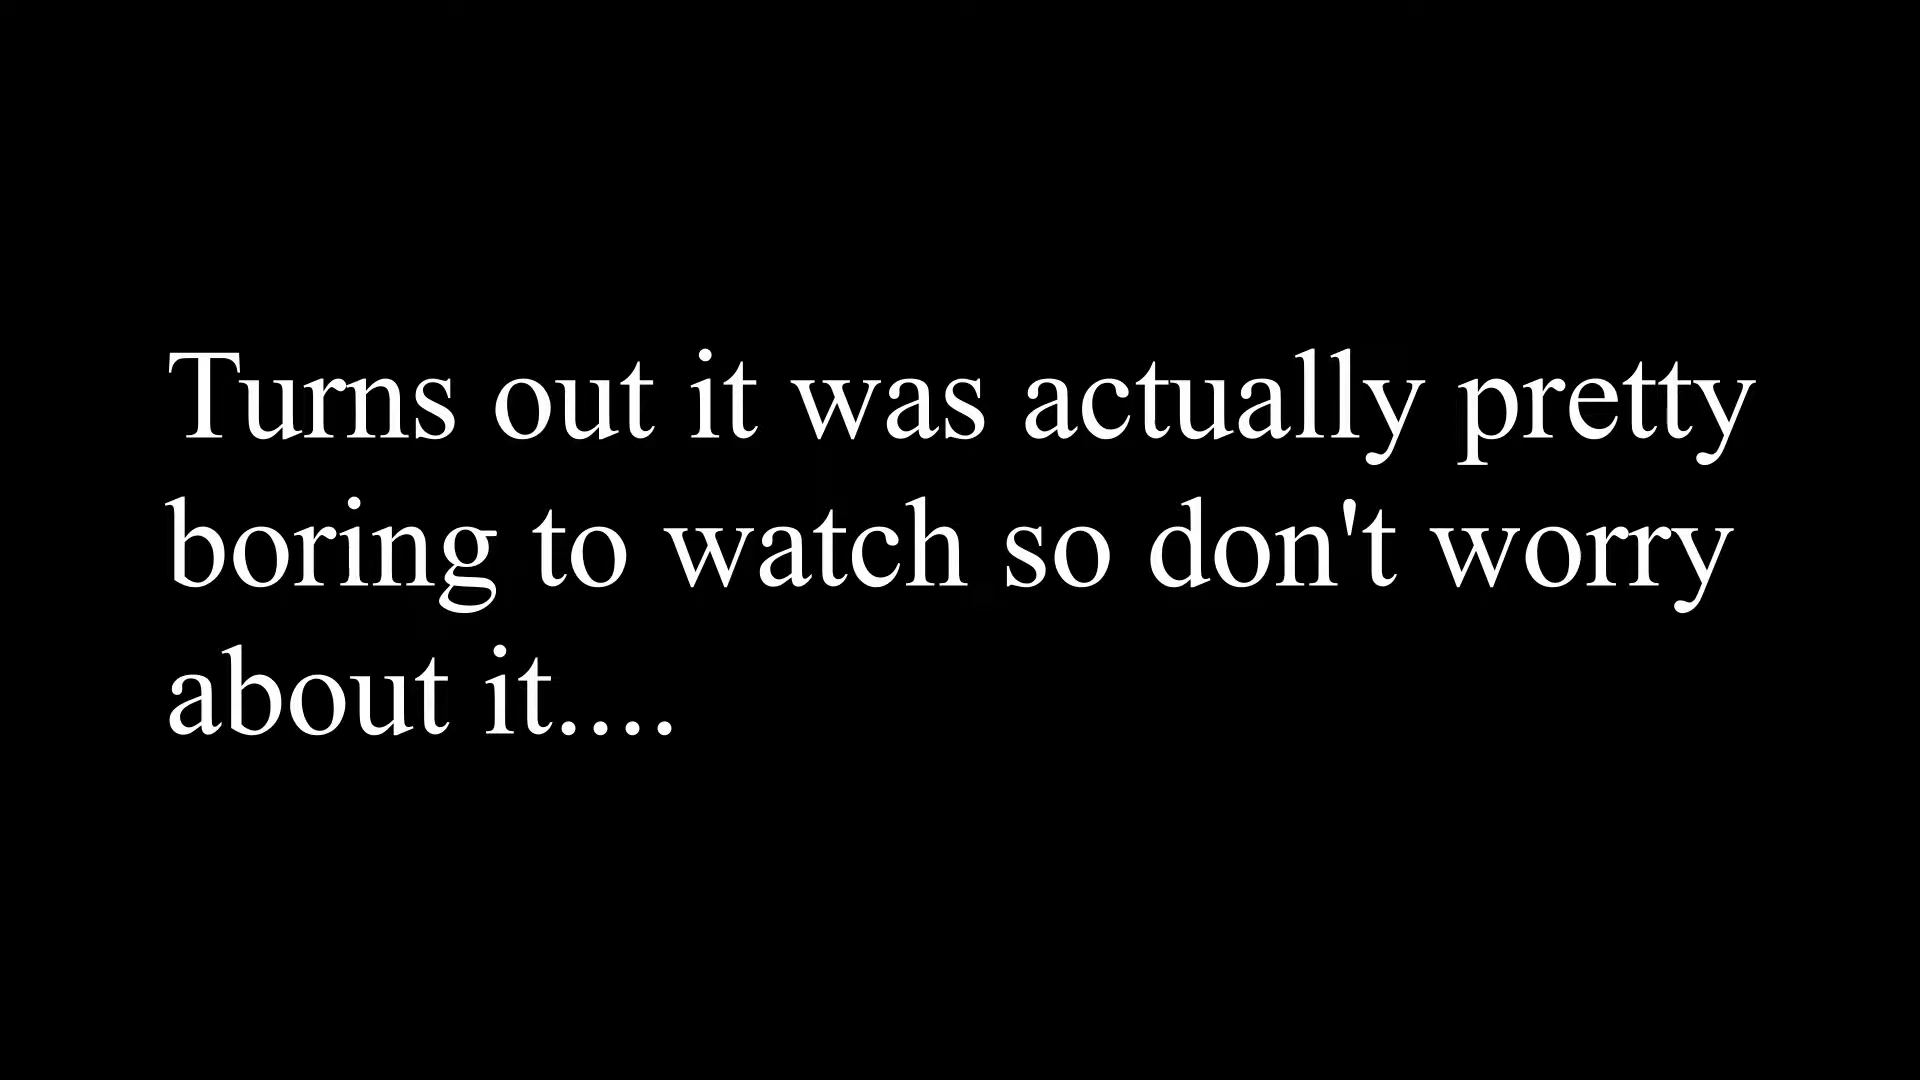 Turns out it was actually pretty
boring to watch so don't worry
about it....